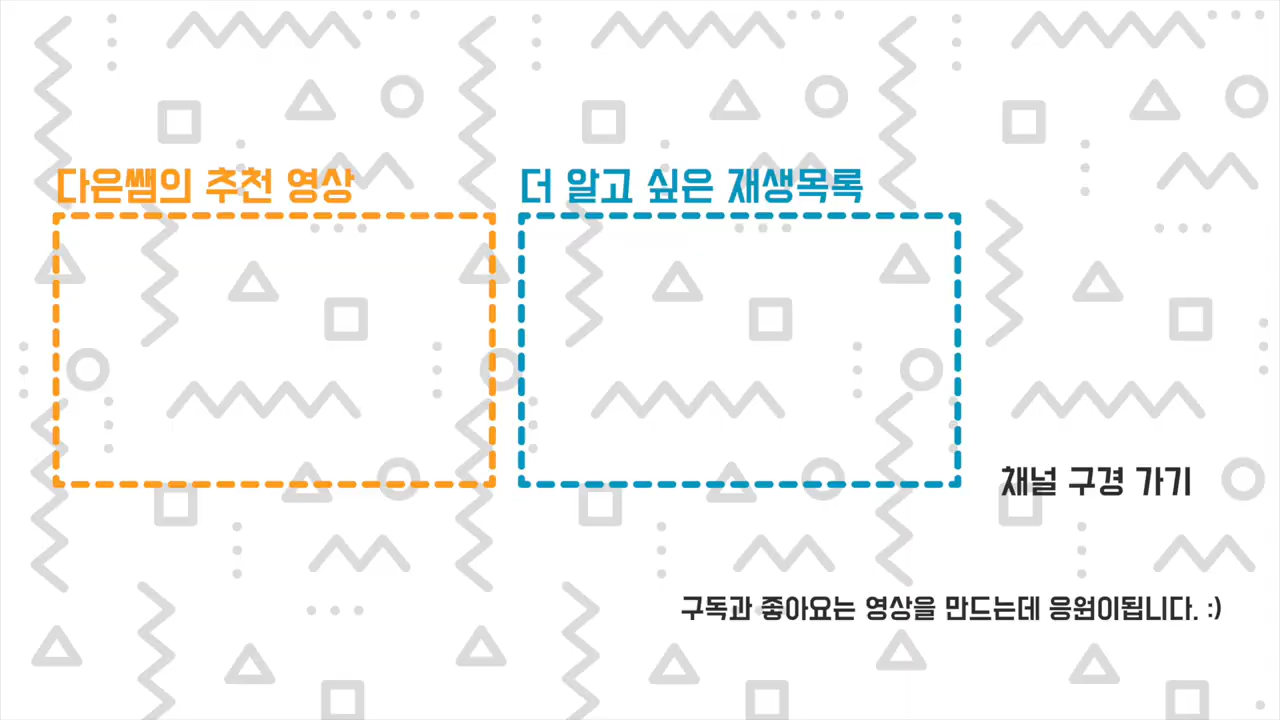 다은쌤의 추천 영상
더 알고 싶은 재생목록
채널 구경 가기
구독과 좋아요는 영상을 만드는데 응원이됩니다. :)